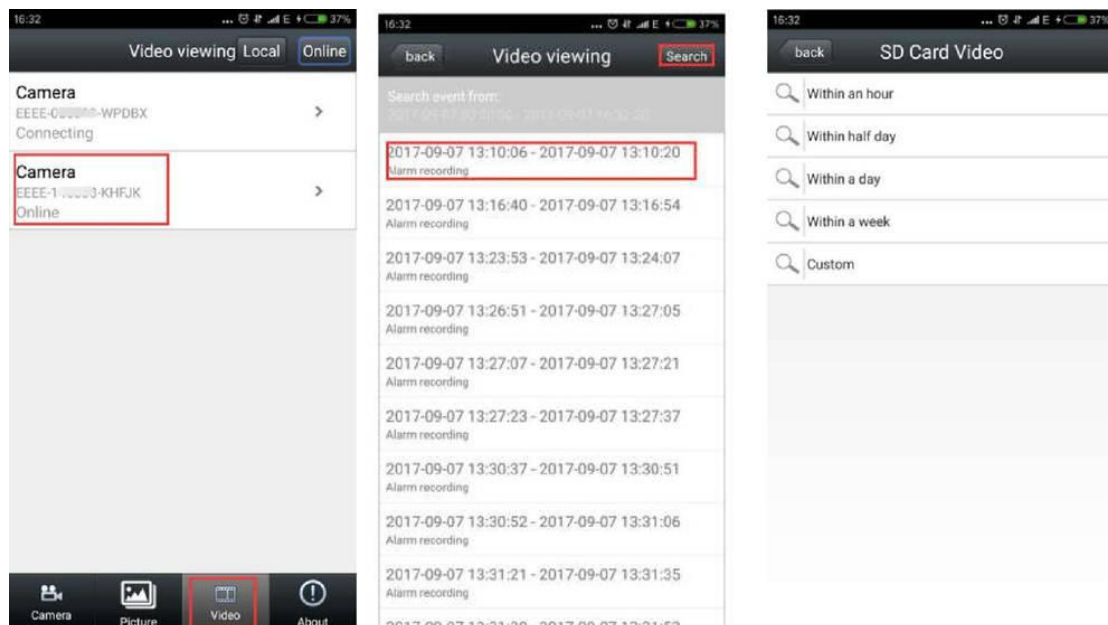 16:32 ... E 37%
Video viewing Local Online
Camera
EEEE-0 -WPDBX
Connecting
Camera
EEEE-1 -KHFJK
Online
Camera
Picture
Video
About
16:32 ... E 37%
back Video viewing Search
Search event from:
2017-09-07 13:10:06 - 2017-09-07 13:10:20
Alarm recording
2017-09-07 13:16:40 - 2017-09-07 13:16:54
Alarm recording
2017-09-07 13:23:53 - 2017-09-07 13:24:07
Alarm recording
2017-09-07 13:26:51 - 2017-09-07 13:27:05
Alarm recording
2017-09-07 13:27:07 - 2017-09-07 13:27:21
Alarm recording
2017-09-07 13:27:23 - 2017-09-07 13:27:37
Alarm recording
2017-09-07 13:30:37 - 2017-09-07 13:30:51
Alarm recording
2017-09-07 13:30:52 - 2017-09-07 13:31:06
Alarm recording
2017-09-07 13:31:21 - 2017-09-07 13:31:35
Alarm recording
16:32 ... E 37%
back SD Card Video
Within an hour
Within half day
Within a day
Within a week
Custom